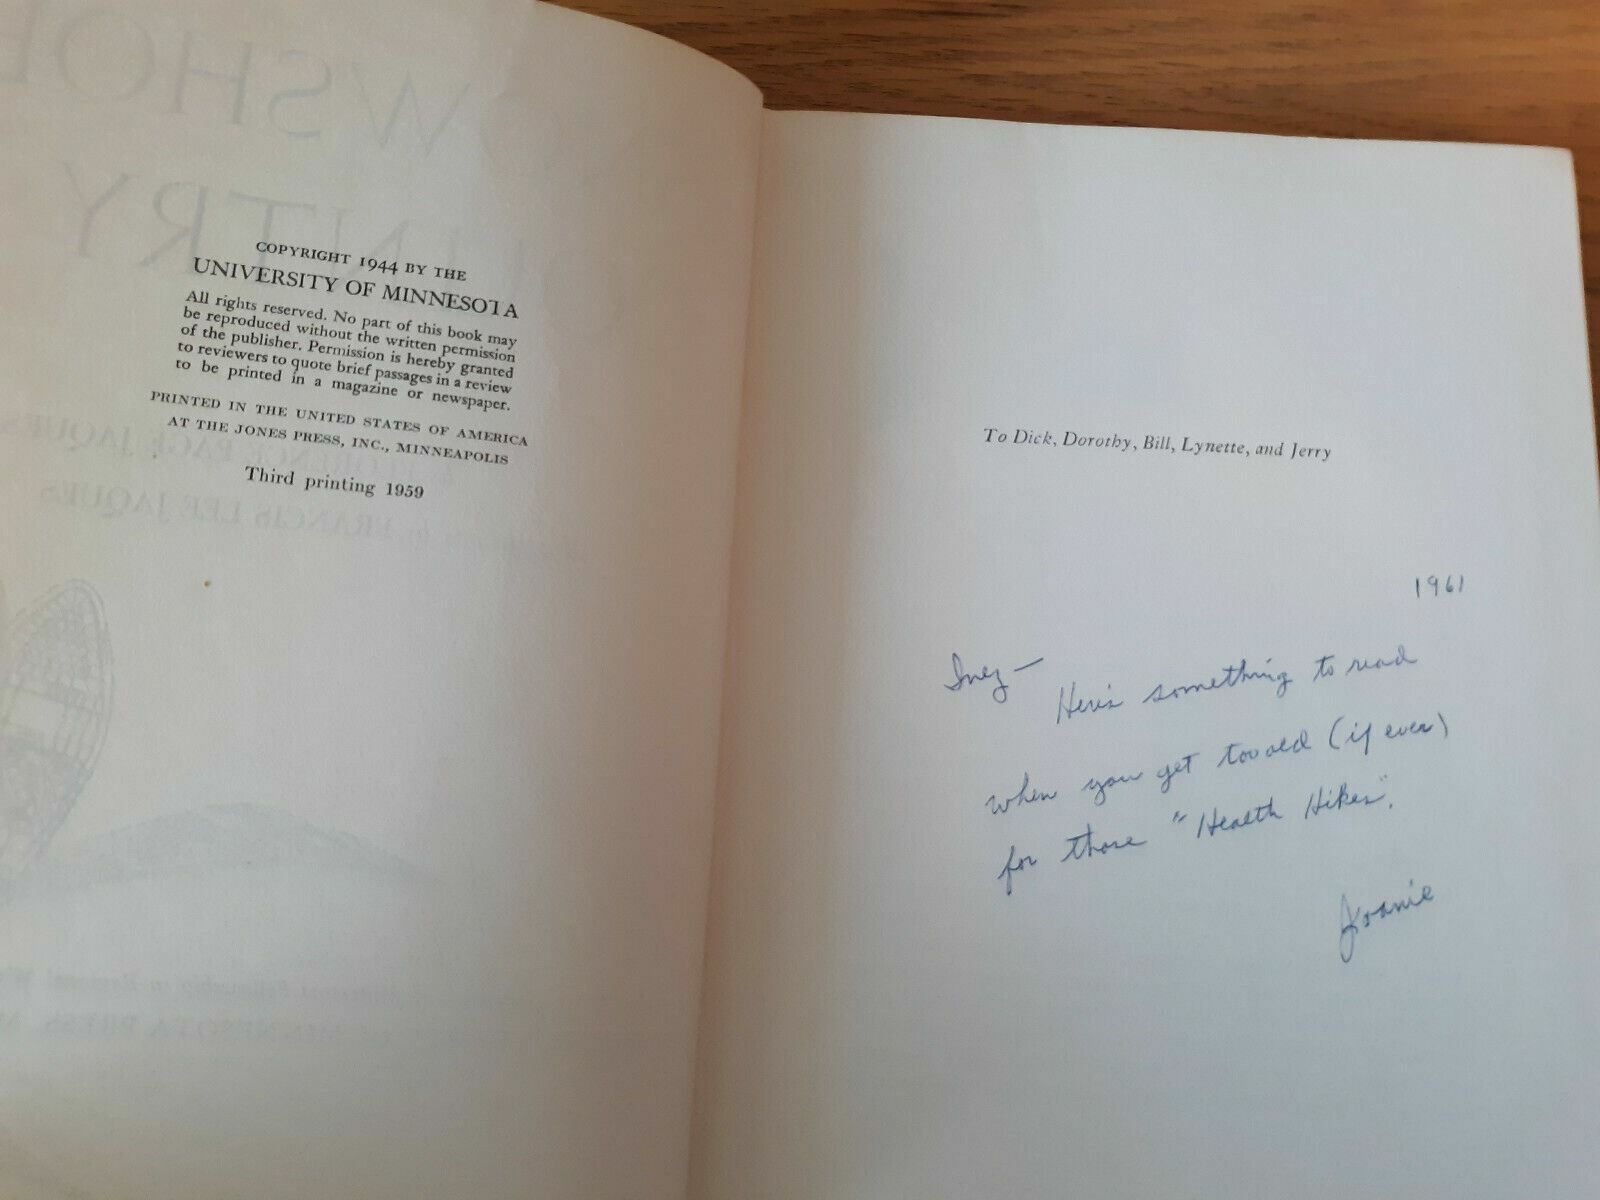 COPYRIGHT 1944 BY THE
UNIVERSITY OF MINNESOTA
All rights reserved. No part of this book may
be reproduced without the written permission
of the publisher. Permission is hereby granted
to reviewers to quote brief passages in a review
to be printed in a magazine or newspaper.
PRINTED IN THE UNITED STATES OF AMERICA
AT THE JONES PRESS, INC., MINNEAPOLIS
Third printing 1959
To Dick, Dorothy, Bill, Lynette, and Jerry
1961
Inez —
Here's something to read
when you get too old (if ever)
for those "Health Hikes".
Joanie